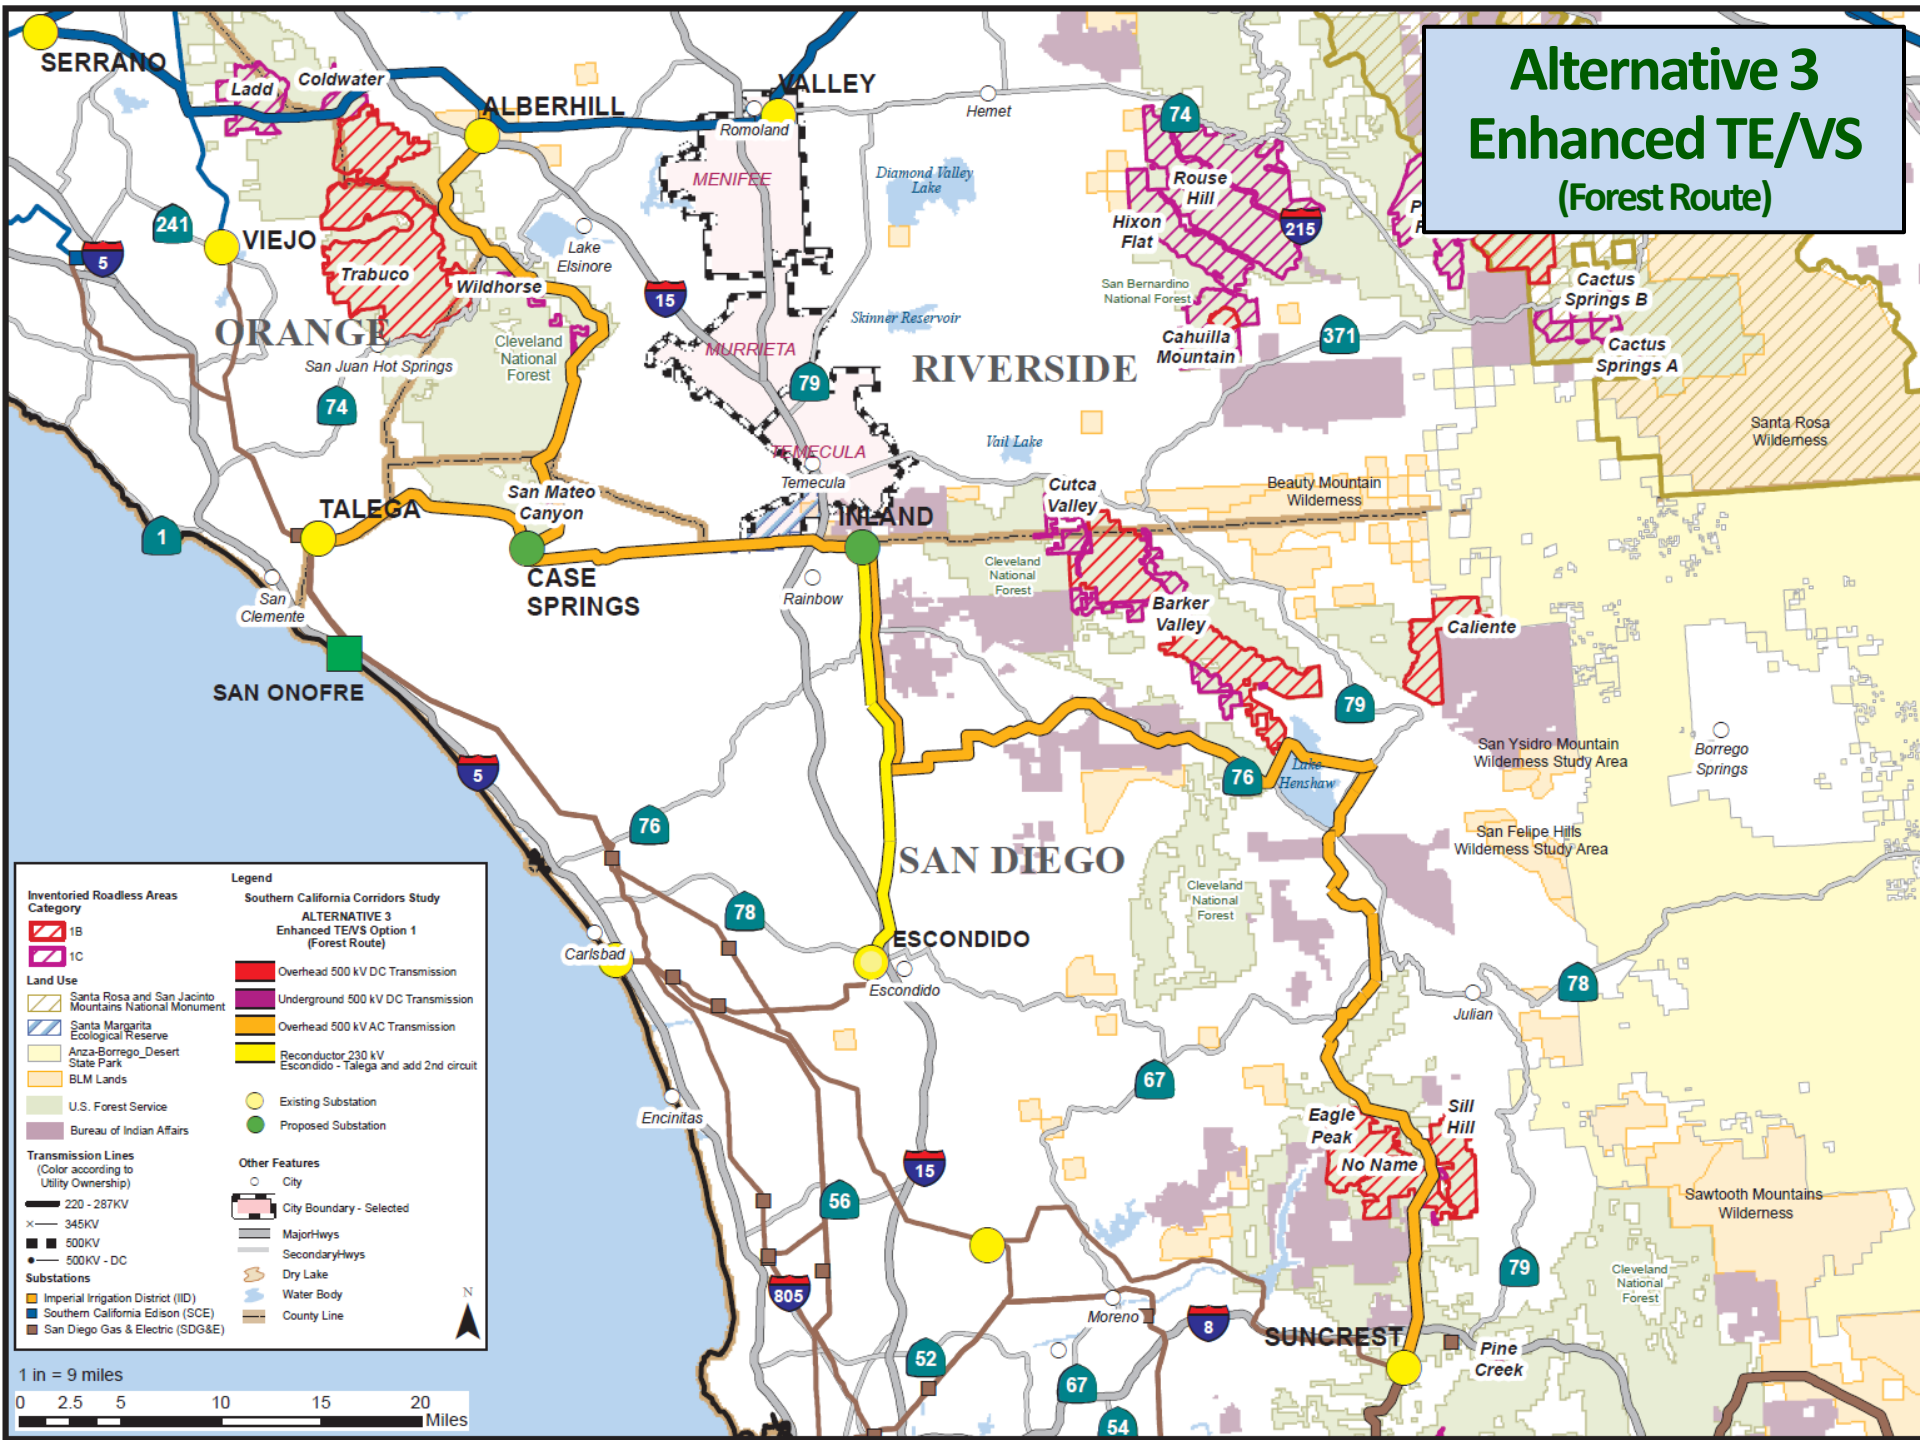 Alternative 3
Enhanced TE/VS
(Forest Route)
SERRANO
Ladd
Coldwater
ALBERHILL
VALLEY
Romoland
Hemet
74
MENIFEE
Diamond Valley
Lake
Rouse
Hill
Hixon
Flat
215
241
VIEJO
5
Lake
Elsinore
Trabuco
Wildhorse
15
San Bernardino
National Forest
Cactus
Springs B
ORANGE
Cleveland
National
Forest
San Juan Hot Springs
Skinner Reservoir
MURRIETA
RIVERSIDE
Cahuilla
Mountain
371
Cactus
Springs A
74
79
Santa Rosa
Wilderness
TEMECULA
Vail Lake
Temecula
San Mateo
Canyon
TALEGA
INLAND
Cutca
Valley
Beauty Mountain
Wilderness
1
CASE
SPRINGS
Rainbow
Cleveland
National
Forest
Barker
Valley
Caliente
San
Clemente
SAN ONOFRE
79
San Ysidro Mountain
Wilderness Study Area
Borrego
Springs
5
76
Lake
Henshaw
76
San Felipe Hills
Wilderness Study Area
SAN DIEGO
Cleveland
National
Forest
78
ESCONDIDO
Carlsbad
Escondido
78
Julian
67
Encinitas
Eagle
Peak
Sill
Hill
No Name
15
56
Sawtooth Mountains
Wilderness
79
Cleveland
National
Forest
805
Moreno
8
SUNCREST
Pine
Creek
52
67
54
Legend
Southern California Corridors Study
ALTERNATIVE 3
Enhanced TE/VS Option 1
(Forest Route)
Inventoried Roadless Areas
Category
1B
1C
Land Use
Santa Rosa and San Jacinto
Mountains National Monument
Santa Margarita
Ecological Reserve
Anza-Borrego_Desert
State Park
BLM Lands
U.S. Forest Service
Bureau of Indian Affairs
Transmission Lines
(Color according to
Utility Ownership)
220 - 287KV
345KV
500KV
500KV - DC
Substations
Imperial Irrigation District (IID)
Southern California Edison (SCE)
San Diego Gas & Electric (SDG&E)
Overhead 500 kV DC Transmission
Underground 500 kV DC Transmission
Overhead 500 kV AC Transmission
Reconductor 230 kV
Escondido - Talega and add 2nd circuit
Existing Substation
Proposed Substation
Other Features
City
City Boundary - Selected
MajorHwys
SecondaryHwys
Dry Lake
Water Body
County Line
N
1 in = 9 miles
0 2.5 5 10 15 20
Miles